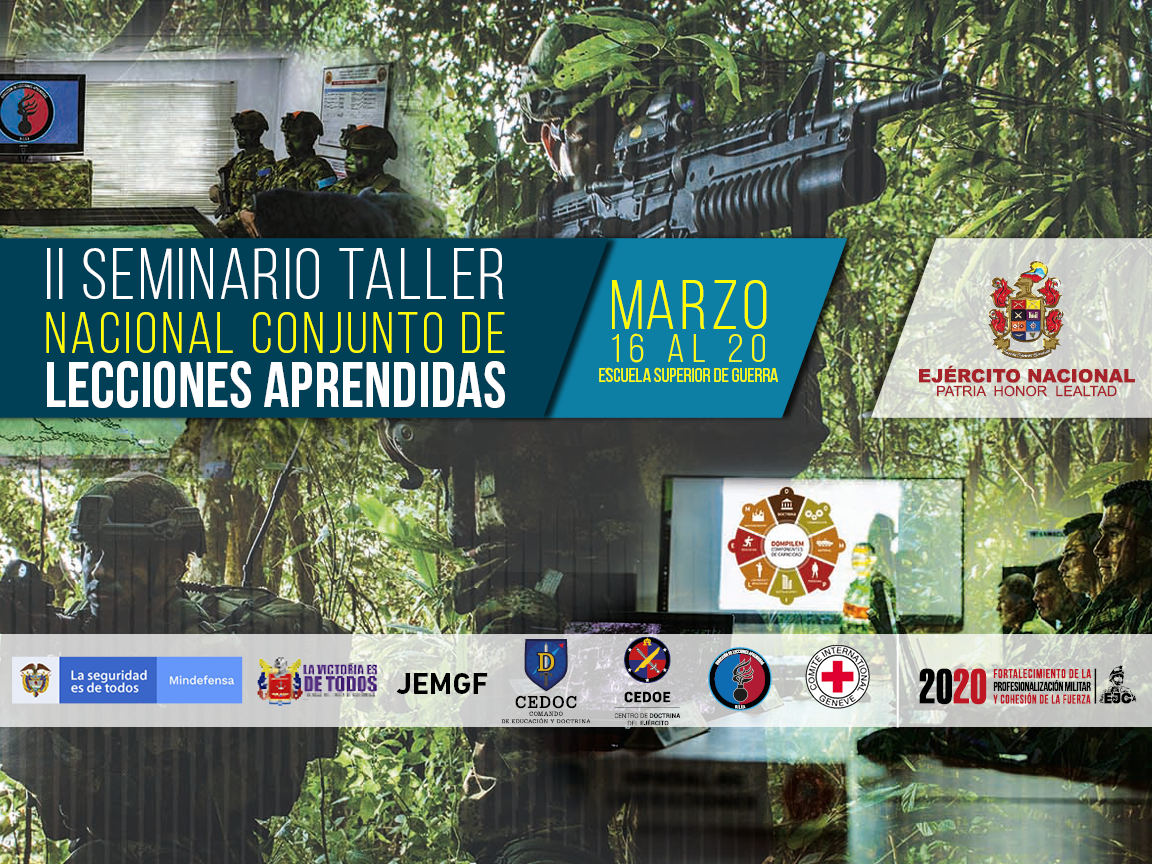 II SEMINARIO TALLER
NACIONAL CONJUNTO DE
LECCIONES APRENDIDAS
MARZO
16 AL 20
ESCUELA SUPERIOR DE GUERRA
EJÉRCITO NACIONAL
PATRIA HONOR LEALTAD
DOMPILEM
COMPONENTES
DE CAPACIDAD
La seguridad
es de todos
Mindefensa
LA VICTORIA ES
DE TODOS
JEMGF
CEDOC
COMANDO
DE EDUCACIÓN Y DOCTRINA
CEDOE
CENTRO DE DOCTRINA
DEL EJÉRCITO
COMITE INTERNATIONAL
GENEVE
2020
FORTALECIMIENTO DE LA
PROFESIONALIZACIÓN MILITAR
Y COHESIÓN DE LA FUERZA
EJC